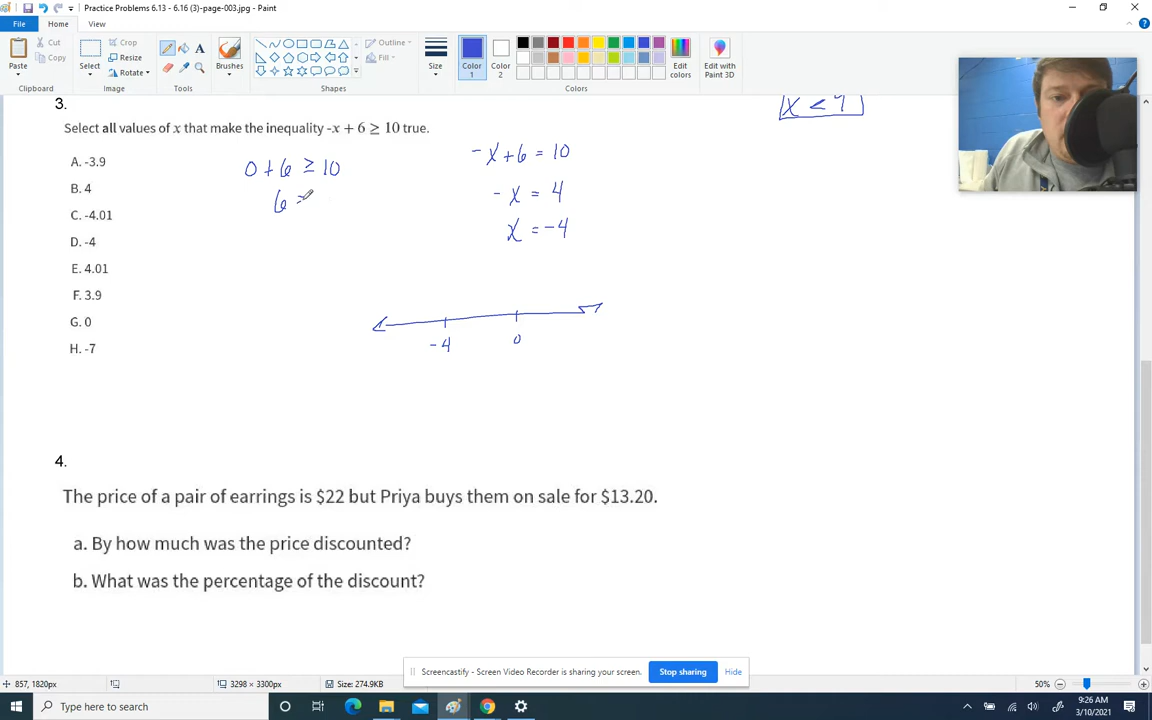 Practice Problems 6.13 - 6.16 (3)-page-003.jpg - Paint
File Home View
Paste Cut Copy Select Crop Resize Rotate A Brushes Outline Fill Size Color 1 Color 2 Edit colors Edit with Paint 3D
Clipboard Image Tools Shapes Colors
x < 9
3.
Select all values of x that make the inequality -x + 6 ≥ 10 true.
A. -3.9
B. 4
C. -4.01
D. -4
E. 4.01
F. 3.9
G. 0
H. -7
0 + 6 ≥ 10
6 =
-x + 6 = 10
-x = 4
x = -4
-4 0
4.
The price of a pair of earrings is $22 but Priya buys them on sale for $13.20.
a. By how much was the price discounted?
b. What was the percentage of the discount?
Screencastify - Screen Video Recorder is sharing your screen. Stop sharing Hide
857, 1820px 3298 × 3300px Size: 274.9KB 50%
Type here to search
9:26 AM
3/10/2021